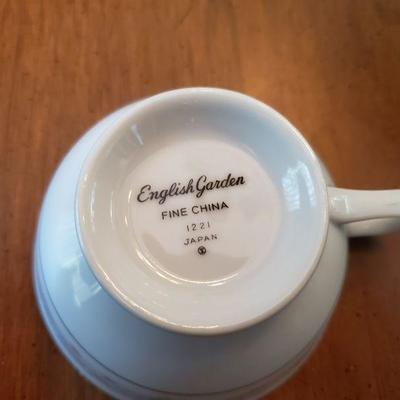 English Garden
FINE CHINA
1221
JAPAN